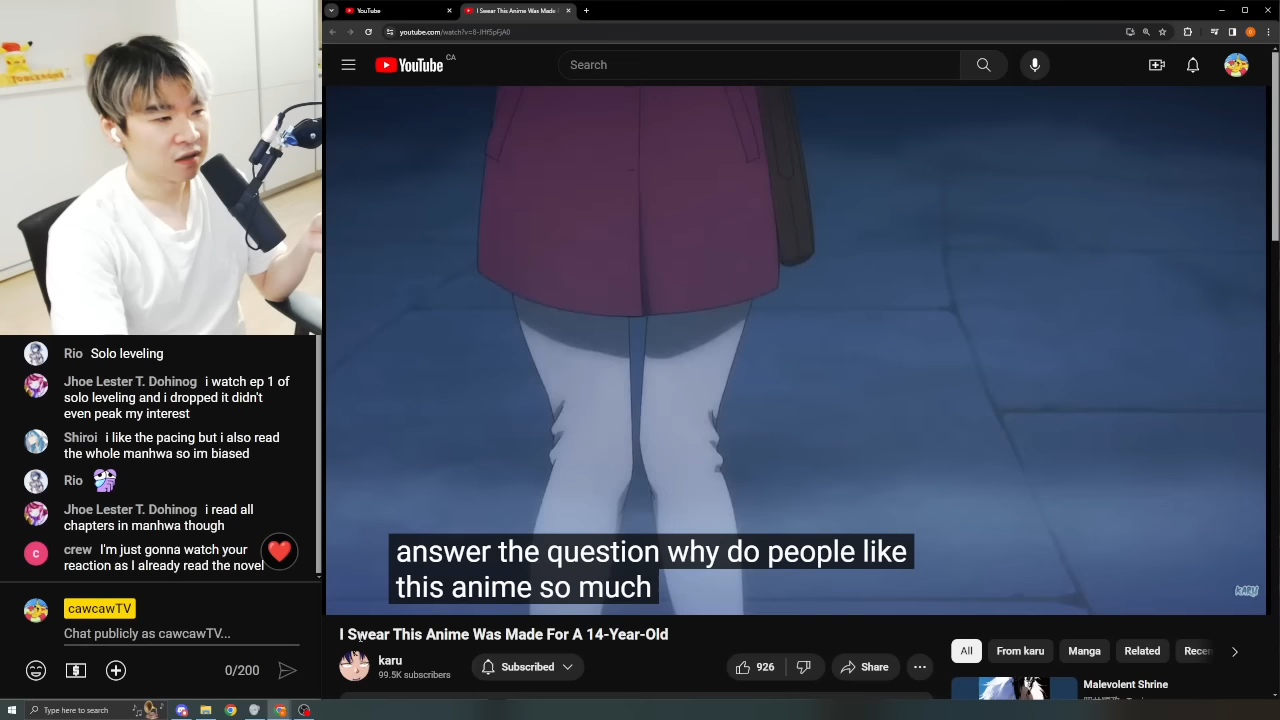 YouTube
I Swear This Anime Was Made
youtube.com/watch?v=
YouTube CA
Search
answer the question why do people like
this anime so much
KARU
I Swear This Anime Was Made For A 14-Year-Old
karu
99.5K subscribers
Subscribed
926
Share
All
From karu
Manga
Related
Malevolent Shrine
Rio Solo leveling
Jhoe Lester T. Dohinog i watch ep 1 of
solo leveling and i dropped it didn't
even peak my interest
Shiroi i like the pacing but i also read
the whole manhwa so im biased
Rio
Jhoe Lester T. Dohinog i read all
chapters in manhwa though
c
crew I'm just gonna watch your
reaction as I already read the novel
cawcawTV
Chat publicly as cawcawTV...
0/200
Type here to search